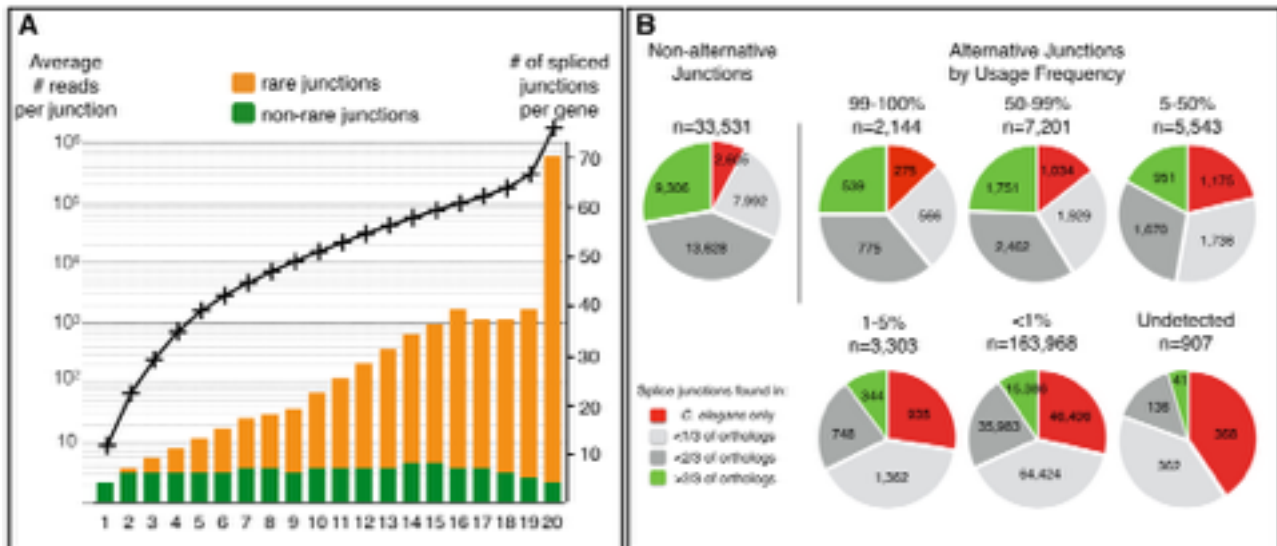 A
Average
# reads
per junction
rare junctions
non-rare junctions
# of spliced
junctions
per gene
10⁶
10⁵
10⁴
10³
10²
10
70
60
50
40
30
20
10
1 2 3 4 5 6 7 8 9 10 11 12 13 14 15 16 17 18 19 20
B
Non-alternative
Junctions
n=33,531
9,306
7,992
13,628
Alternative Junctions
by Usage Frequency
99-100%
n=2,144
539
275
566
775
50-99%
n=7,201
1,751
1,034
1,929
2,462
5-50%
n=5,543
951
1,175
1,736
1,670
1-5%
n=3,303
344
935
748
1,362
<1%
n=163,968
35,983
64,424
Undetected
n=907
41
368
136
362
Splice junctions found in:
C. elegans only
<1/3 of orthologs
<2/3 of orthologs
>2/3 of orthologs